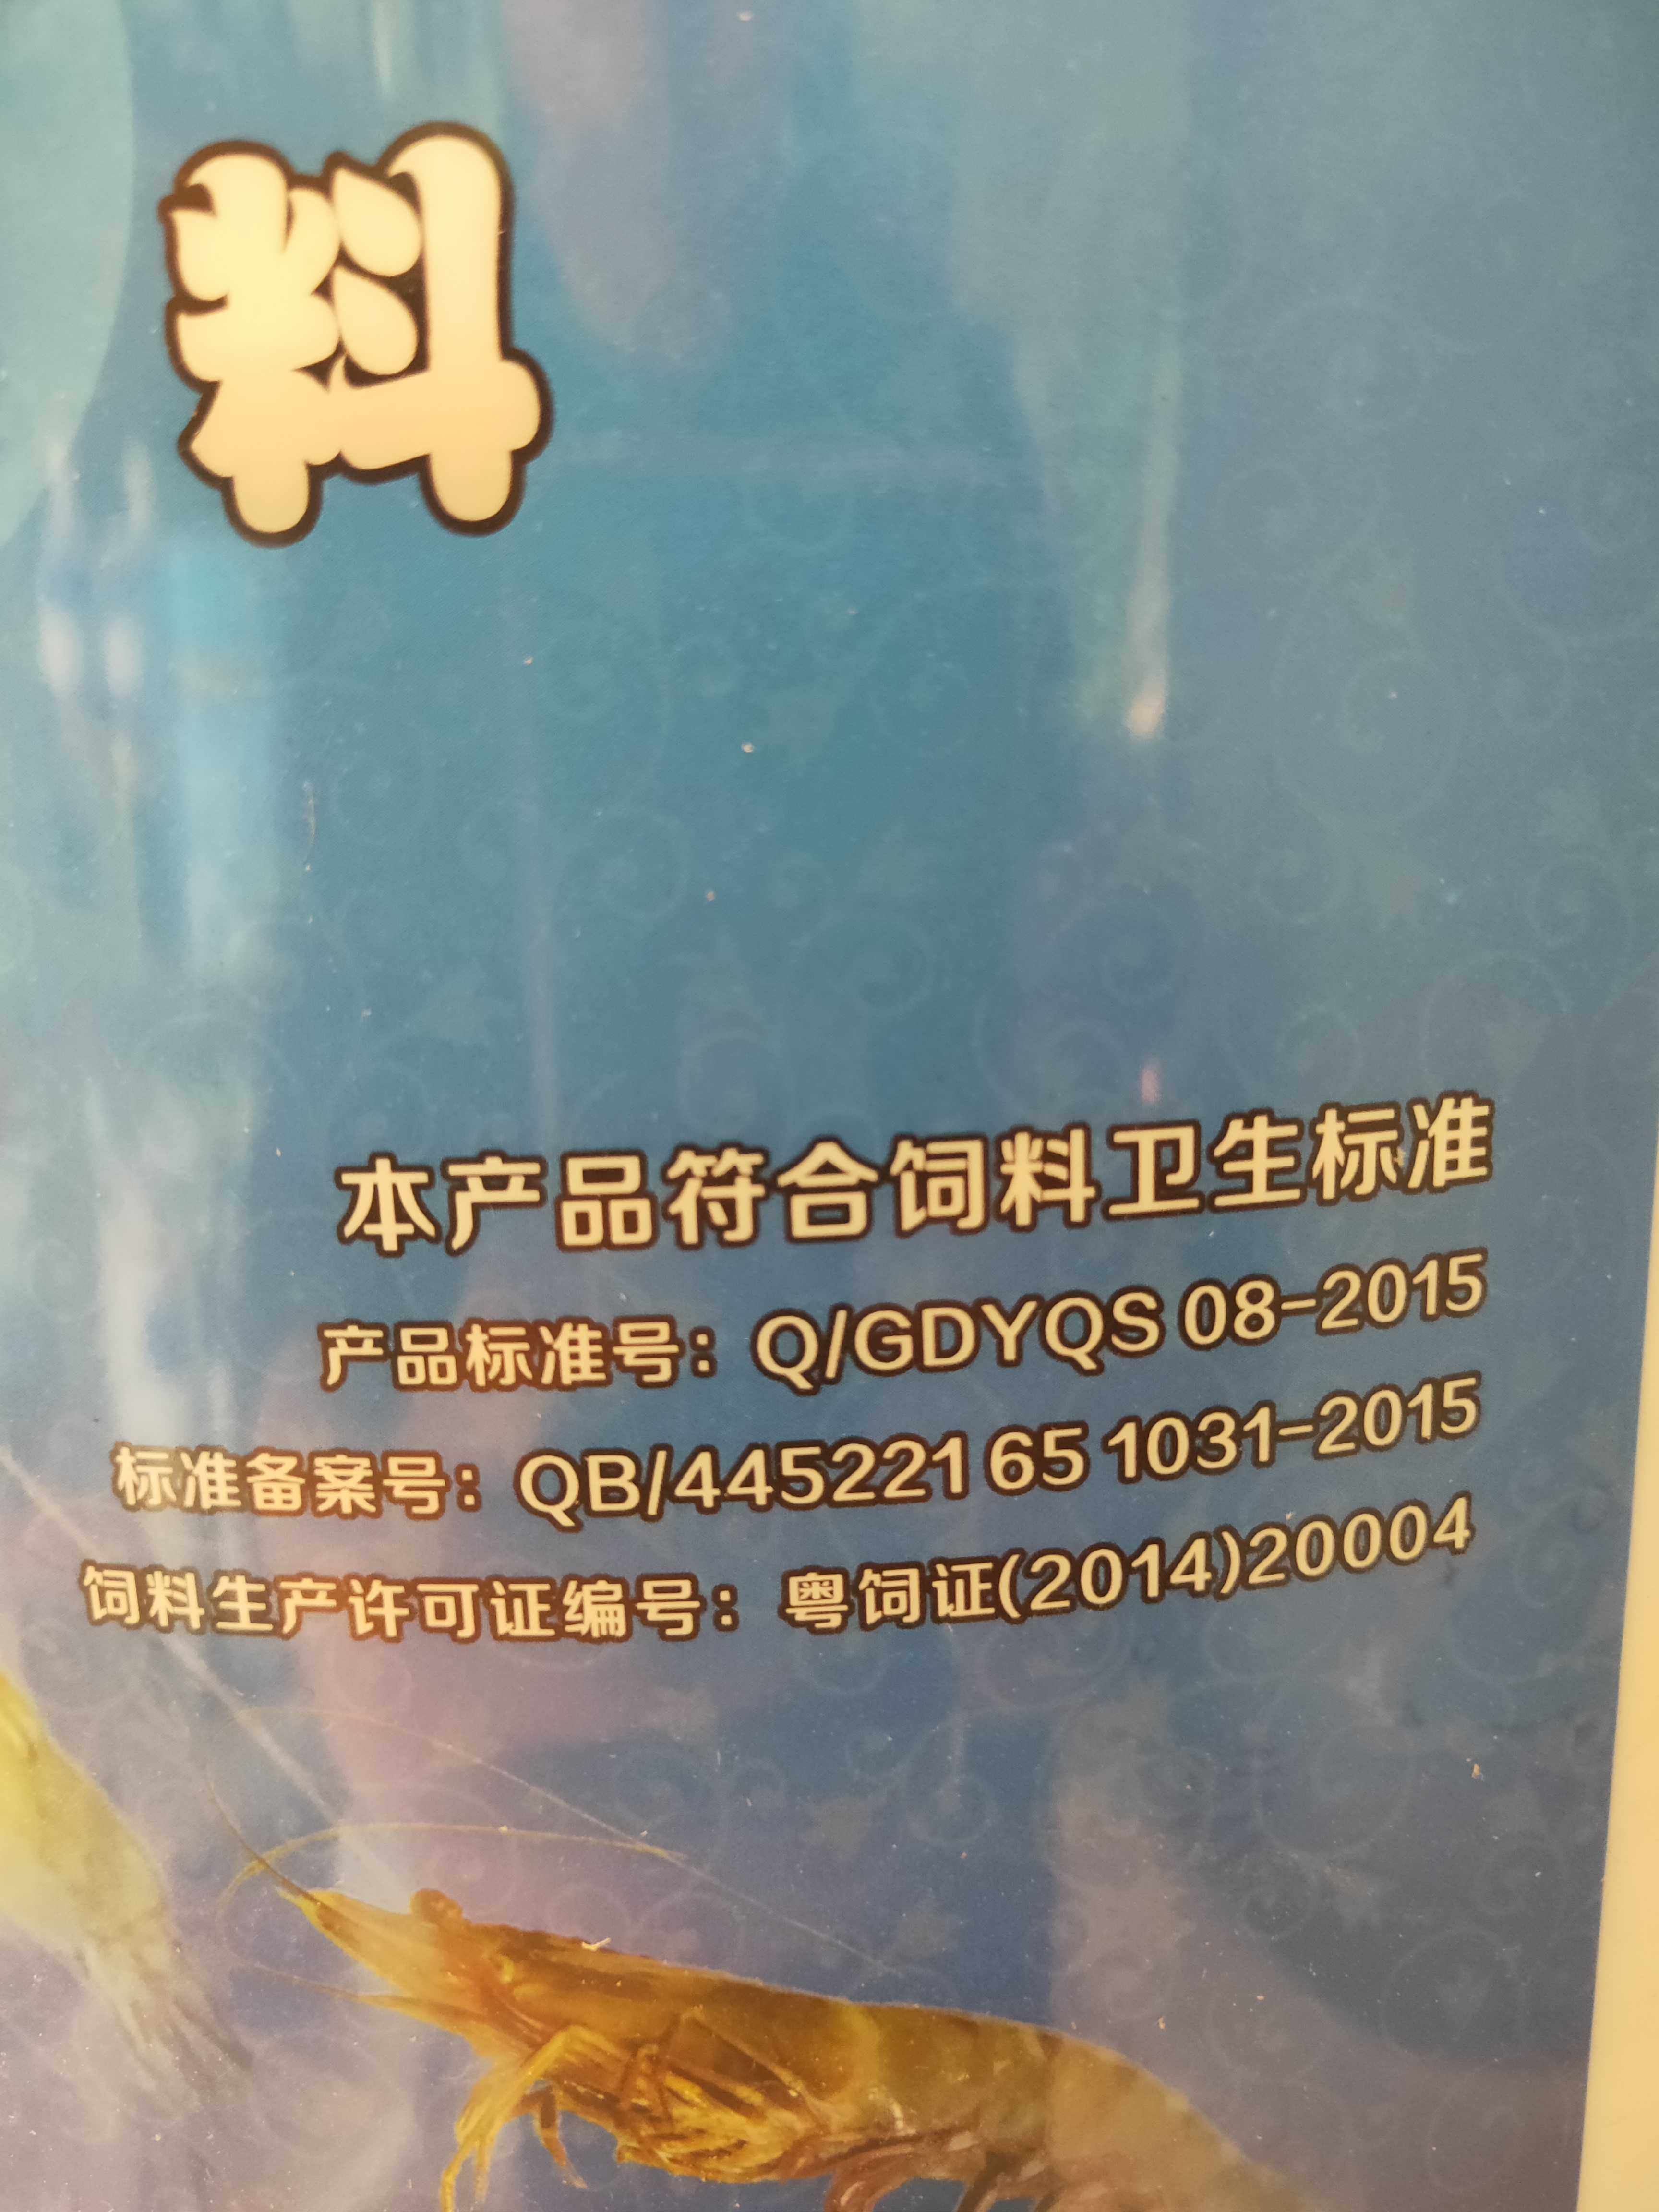 料
本产品符合饲料卫生标准
产品标准号：Q/GDYQS 08-2015
标准备案号：QB/445221 65 1031-2015
饲料生产许可证编号：粤饲证(2014)20004